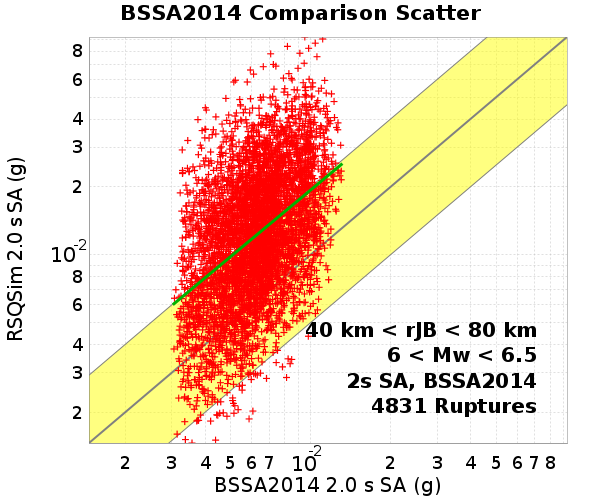 BSSA2014 Comparison Scatter
RSQSim 2.0 s SA (g)
8
6
4
3
2
10-2
8
6
4
3
2
40 km < rJB < 80 km
6 < Mw < 6.5
2s SA, BSSA2014
4831 Ruptures
2 3 4 5 6 7 10-2 2 3 4 5 6 7 8
BSSA2014 2.0 s SA (g)